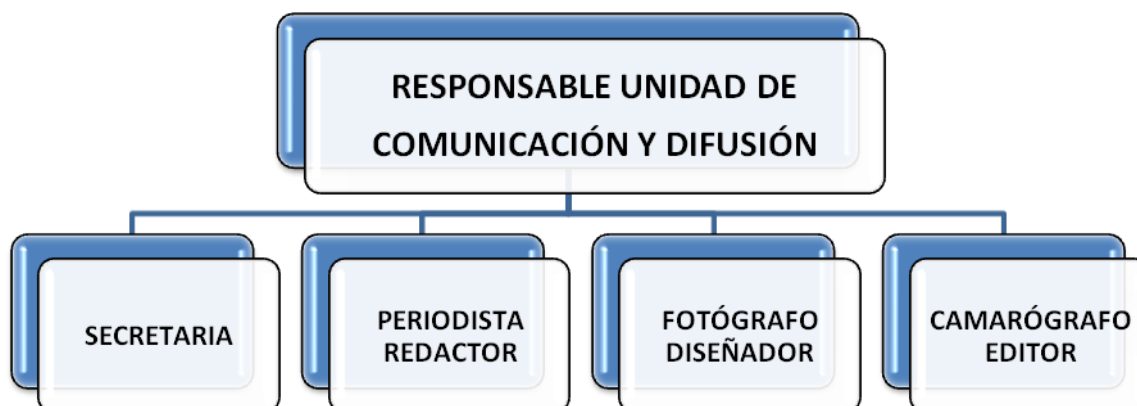 RESPONSABLE UNIDAD DE
COMUNICACIÓN Y DIFUSIÓN
SECRETARIA
PERIODISTA
REDACTOR
FOTÓGRAFO
DISEÑADOR
CAMARÓGRAFO
EDITOR